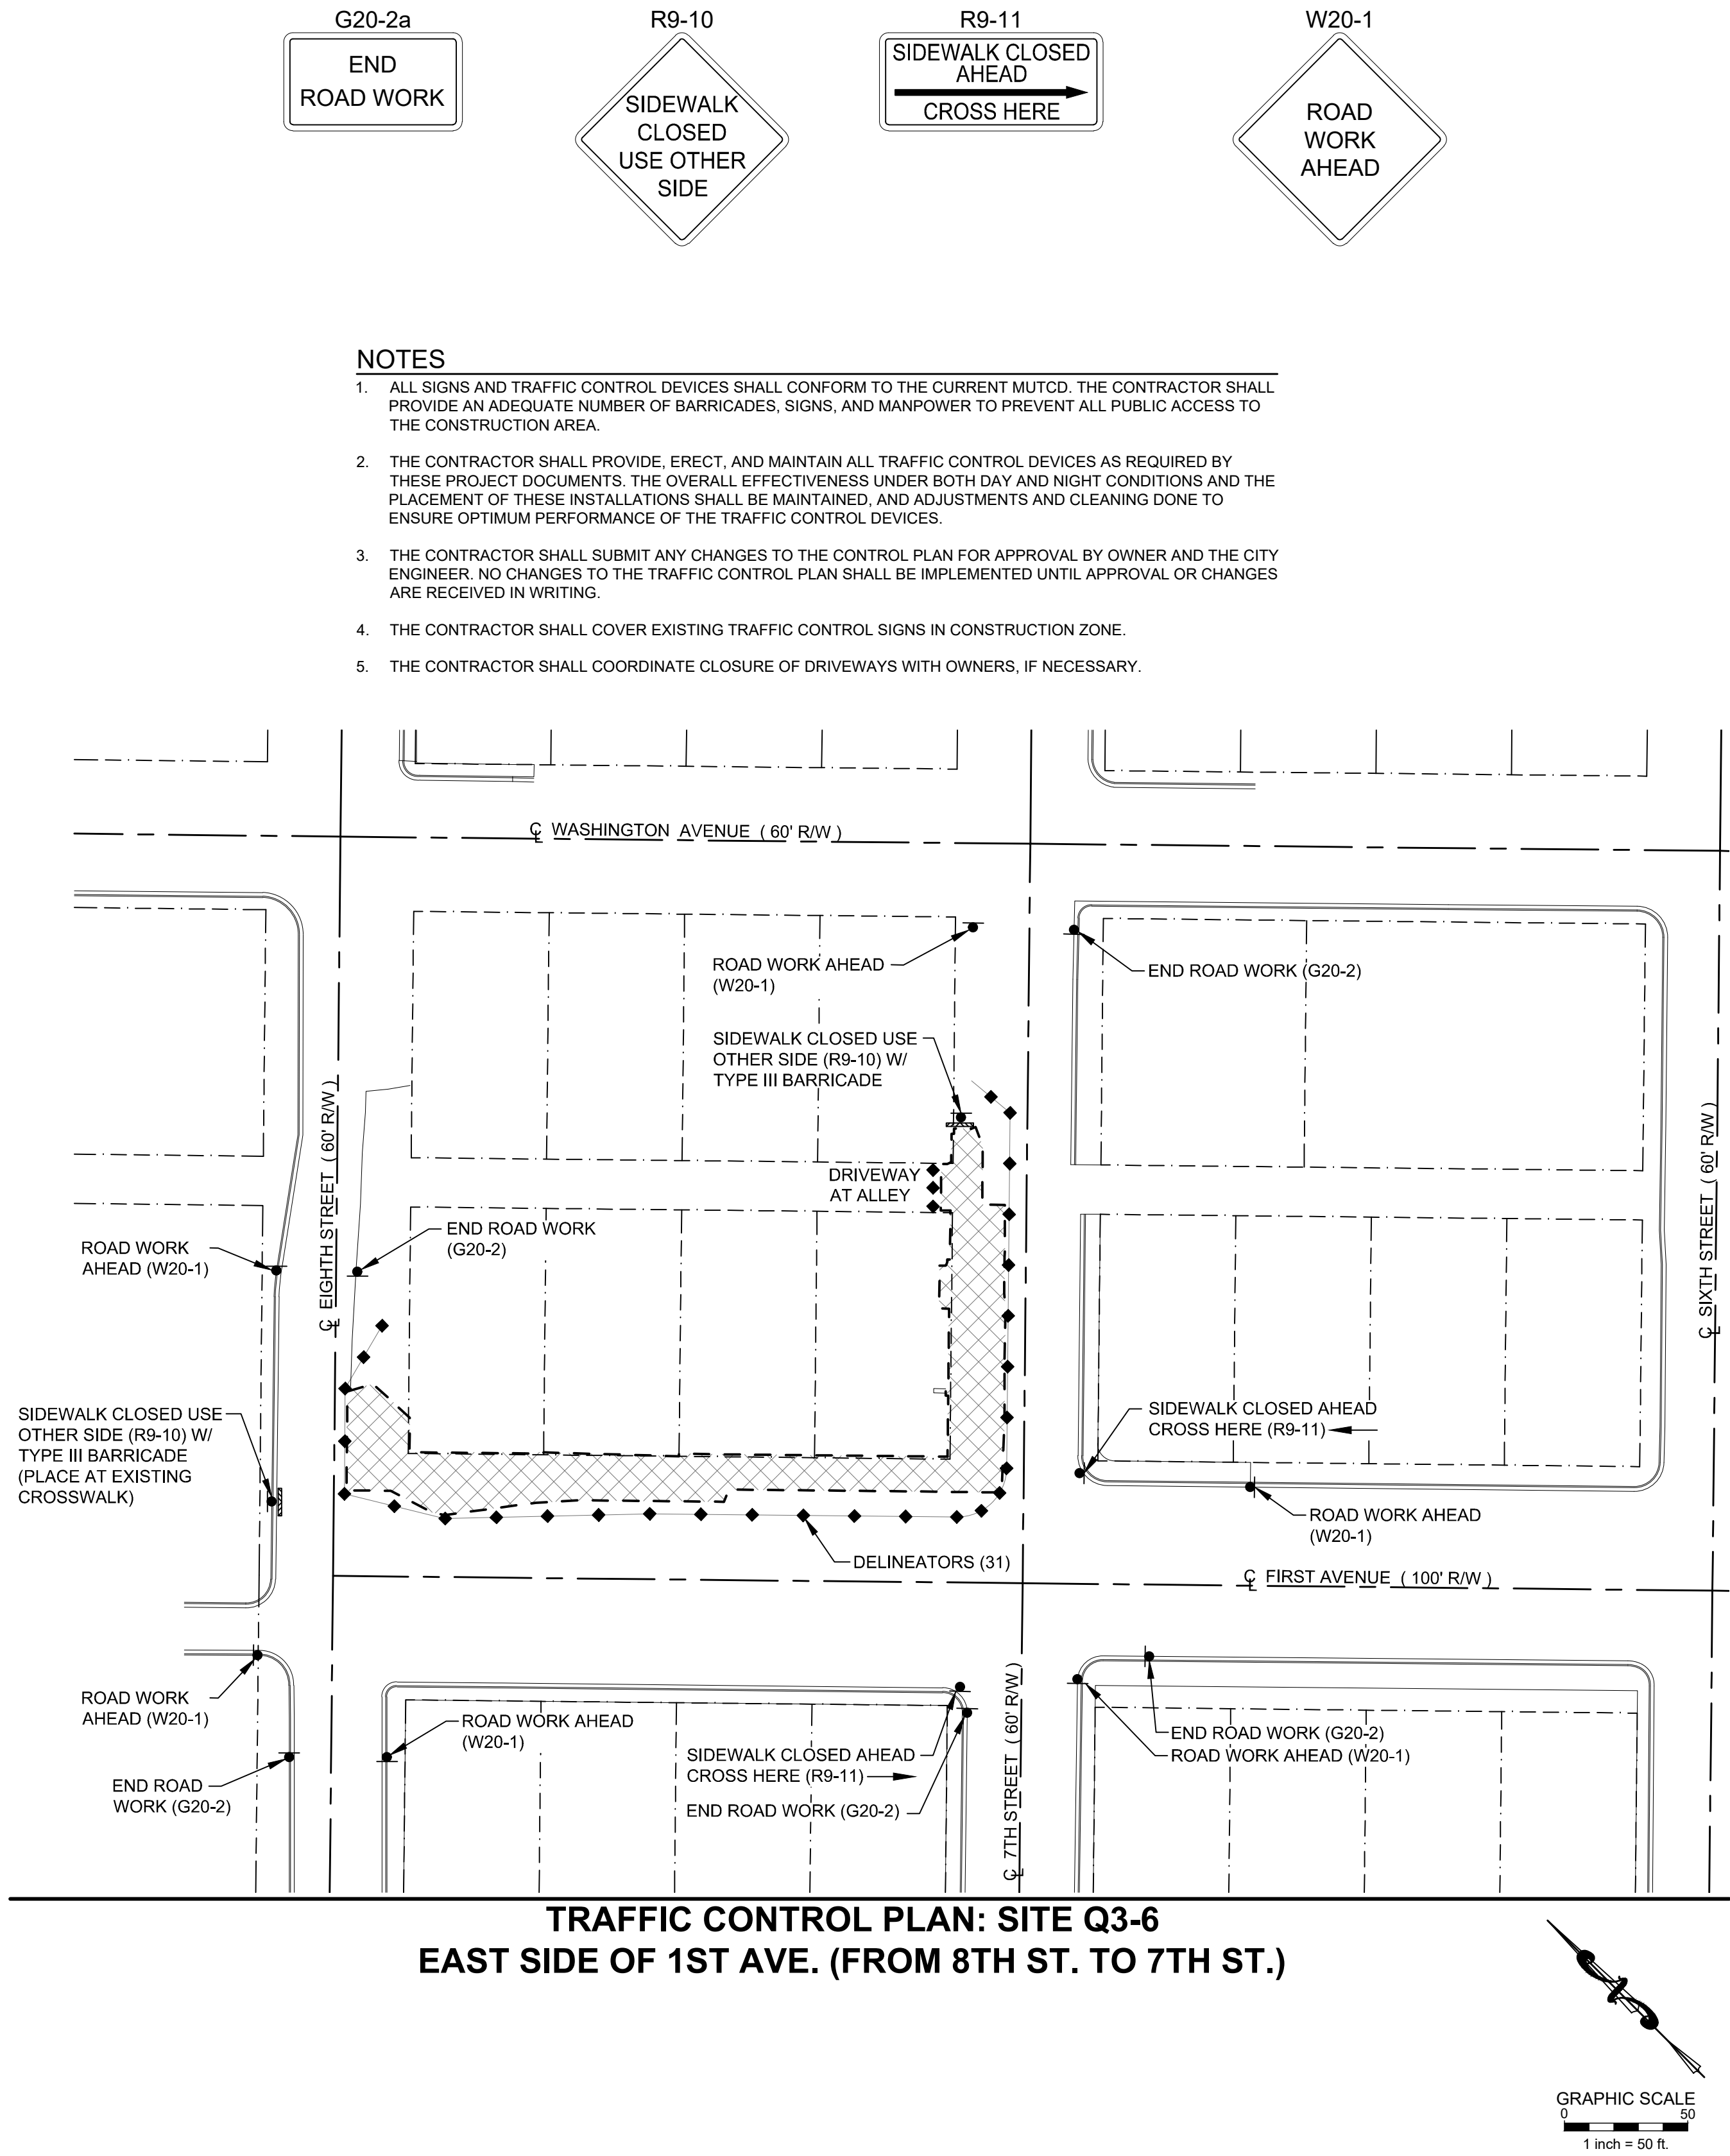 G20-2a
END
ROAD WORK
R9-10
SIDEWALK
CLOSED
USE OTHER
SIDE
R9-11
SIDEWALK CLOSED
AHEAD
CROSS HERE
W20-1
ROAD
WORK
AHEAD
NOTES
1. ALL SIGNS AND TRAFFIC CONTROL DEVICES SHALL CONFORM TO THE CURRENT MUTCD. THE CONTRACTOR SHALL
PROVIDE AN ADEQUATE NUMBER OF BARRICADES, SIGNS, AND MANPOWER TO PREVENT ALL PUBLIC ACCESS TO
THE CONSTRUCTION AREA.
2. THE CONTRACTOR SHALL PROVIDE, ERECT, AND MAINTAIN ALL TRAFFIC CONTROL DEVICES AS REQUIRED BY
THESE PROJECT DOCUMENTS. THE OVERALL EFFECTIVENESS UNDER BOTH DAY AND NIGHT CONDITIONS AND THE
PLACEMENT OF THESE INSTALLATIONS SHALL BE MAINTAINED, AND ADJUSTMENTS AND CLEANING DONE TO
ENSURE OPTIMUM PERFORMANCE OF THE TRAFFIC CONTROL DEVICES.
3. THE CONTRACTOR SHALL SUBMIT ANY CHANGES TO THE CONTROL PLAN FOR APPROVAL BY OWNER AND THE CITY
ENGINEER. NO CHANGES TO THE TRAFFIC CONTROL PLAN SHALL BE IMPLEMENTED UNTIL APPROVAL OR CHANGES
ARE RECEIVED IN WRITING.
4. THE CONTRACTOR SHALL COVER EXISTING TRAFFIC CONTROL SIGNS IN CONSTRUCTION ZONE.
5. THE CONTRACTOR SHALL COORDINATE CLOSURE OF DRIVEWAYS WITH OWNERS, IF NECESSARY.
℄ WASHINGTON AVENUE ( 60' R/W )
ROAD WORK AHEAD
(W20-1)
END ROAD WORK (G20-2)
SIDEWALK CLOSED USE
OTHER SIDE (R9-10) W/
TYPE III BARRICADE
DRIVEWAY
AT ALLEY
℄ EIGHTH STREET ( 60' R/W )
℄ SIXTH STREET ( 60' R/W )
END ROAD WORK
(G20-2)
ROAD WORK
AHEAD (W20-1)
SIDEWALK CLOSED USE
OTHER SIDE (R9-10) W/
TYPE III BARRICADE
(PLACE AT EXISTING
CROSSWALK)
SIDEWALK CLOSED AHEAD
CROSS HERE (R9-11)
ROAD WORK AHEAD
(W20-1)
DELINEATORS (31)
℄ FIRST AVENUE ( 100' R/W )
ROAD WORK
AHEAD (W20-1)
END ROAD
WORK (G20-2)
ROAD WORK AHEAD
(W20-1)
SIDEWALK CLOSED AHEAD
CROSS HERE (R9-11)
END ROAD WORK (G20-2)
℄ 7TH STREET ( 60' R/W )
END ROAD WORK (G20-2)
ROAD WORK AHEAD (W20-1)
TRAFFIC CONTROL PLAN: SITE Q3-6
EAST SIDE OF 1ST AVE. (FROM 8TH ST. TO 7TH ST.)
GRAPHIC SCALE
0 50
1 inch = 50 ft.